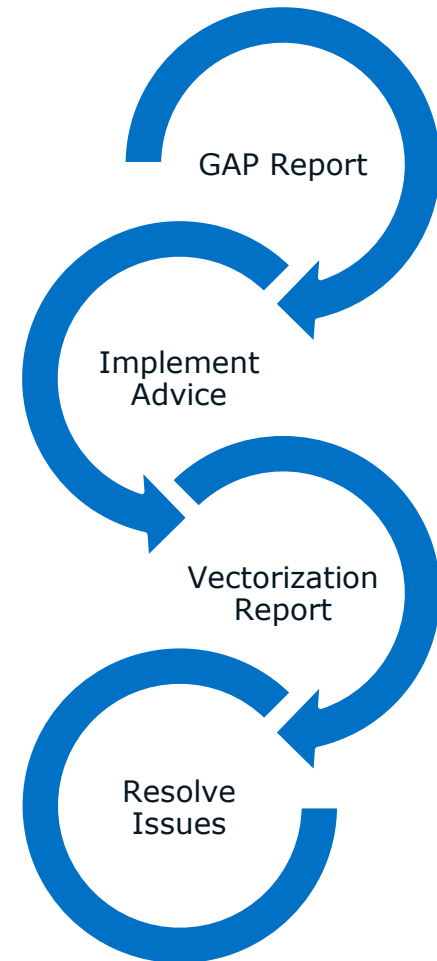 GAP Report
Implement
Advice
Vectorization
Report
Resolve
Issues